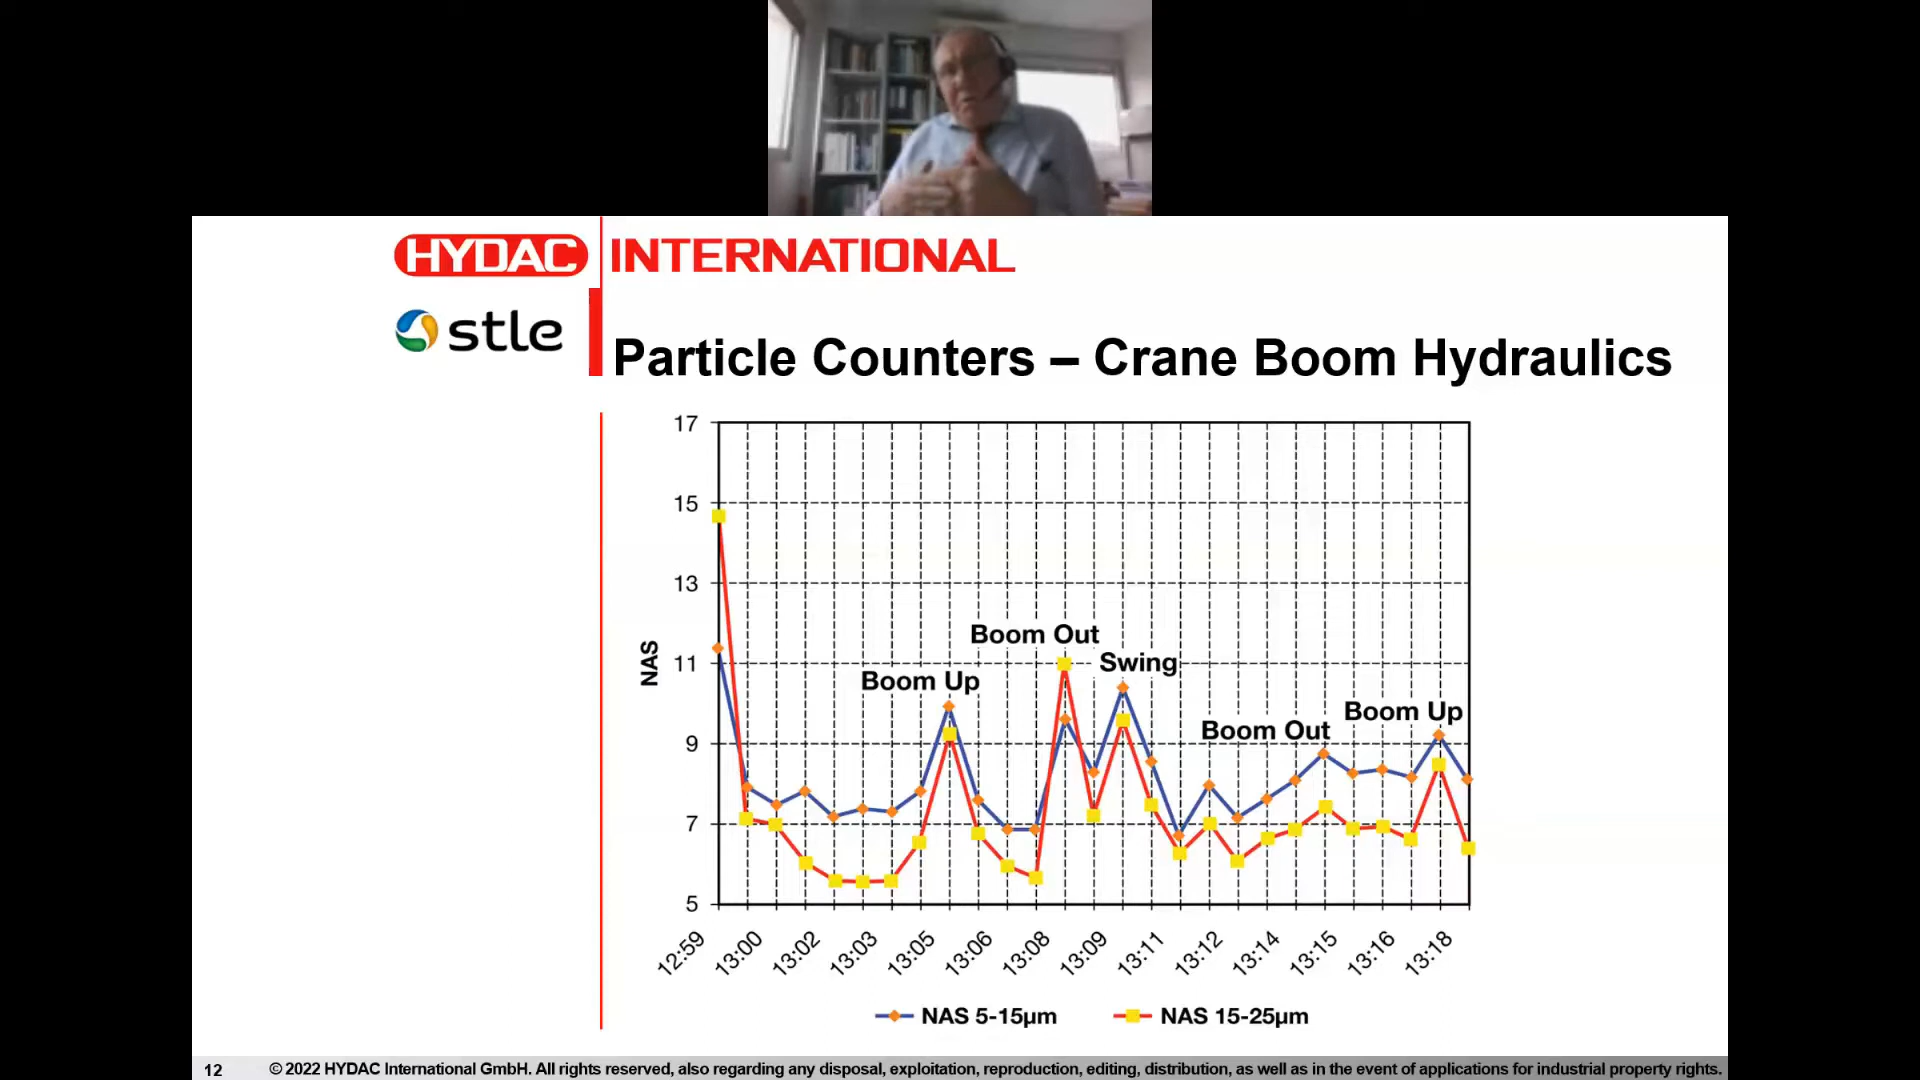 HYDAC INTERNATIONAL
stle
Particle Counters – Crane Boom Hydraulics
17
15
13
11
9
7
5
NAS
Boom Up
Boom Out
Swing
Boom Out
Boom Up
12:59
13:00
13:02
13:03
13:05
13:06
13:08
13:09
13:11
13:12
13:14
13:15
13:16
13:18
NAS 5-15µm
NAS 15-25µm
12
© 2022 HYDAC International GmbH. All rights reserved, also regarding any disposal, exploitation, reproduction, editing, distribution, as well as in the event of applications for industrial property rights.